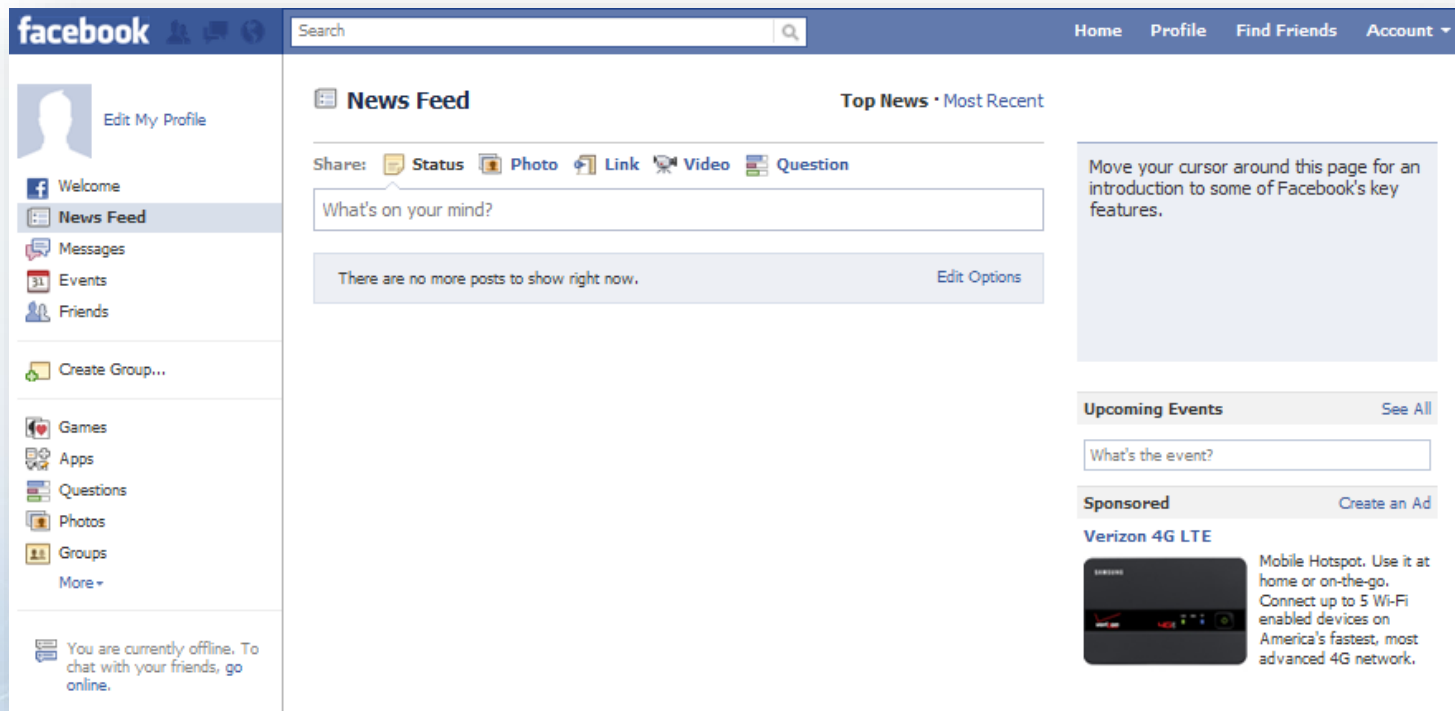 facebook
Search
Home Profile Find Friends Account
Edit My Profile
Welcome
News Feed
Messages
31 Events
Friends
Create Group...
Games
Apps
Questions
Photos
Groups
More
You are currently offline. To
chat with your friends, go
online.
News Feed
Top News · Most Recent
Share: Status Photo Link Video Question
What's on your mind?
There are no more posts to show right now. Edit Options
Move your cursor around this page for an
introduction to some of Facebook's key
features.
Upcoming Events See All
What's the event?
Sponsored Create an Ad
Verizon 4G LTE
SAMSUNG
verizon 4G
Mobile Hotspot. Use it at
home or on-the-go.
Connect up to 5 Wi-Fi
enabled devices on
America's fastest, most
advanced 4G network.